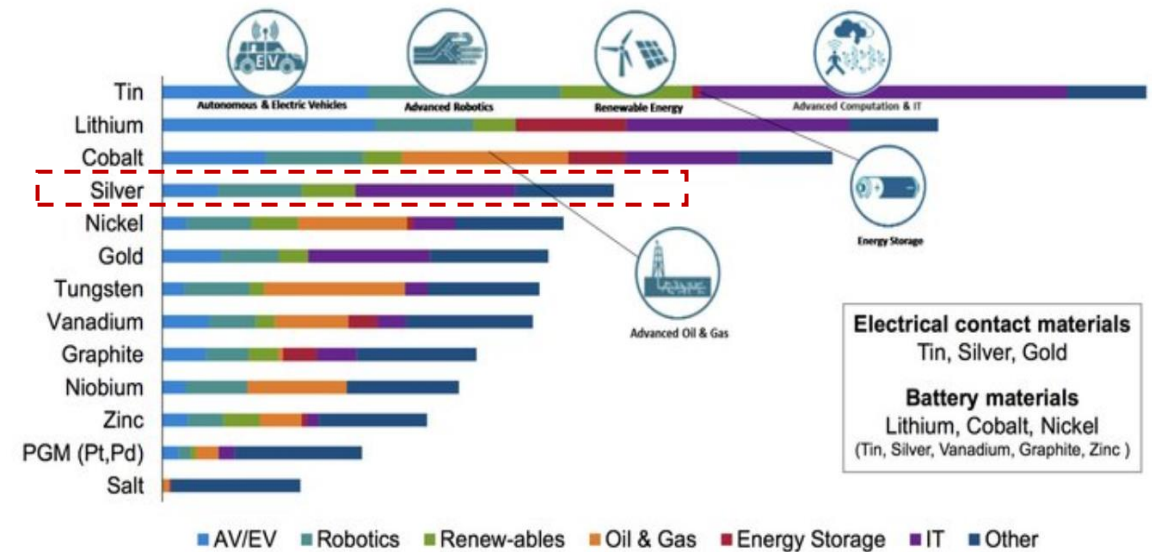 EV
Tin
Autonomous & Electric Vehicles
Advanced Robotics
Renewable Energy
Advanced Computation & IT
Lithium
Cobalt
Silver
Energy Storage
Nickel
Gold
Tungsten
Advanced Oil & Gas
Vanadium
Graphite
Niobium
Zinc
PGM (Pt,Pd)
Salt
Electrical contact materials
Tin, Silver, Gold
Battery materials
Lithium, Cobalt, Nickel
(Tin, Silver, Vanadium, Graphite, Zinc )
AV/EV Robotics Renew-ables Oil & Gas Energy Storage IT Other